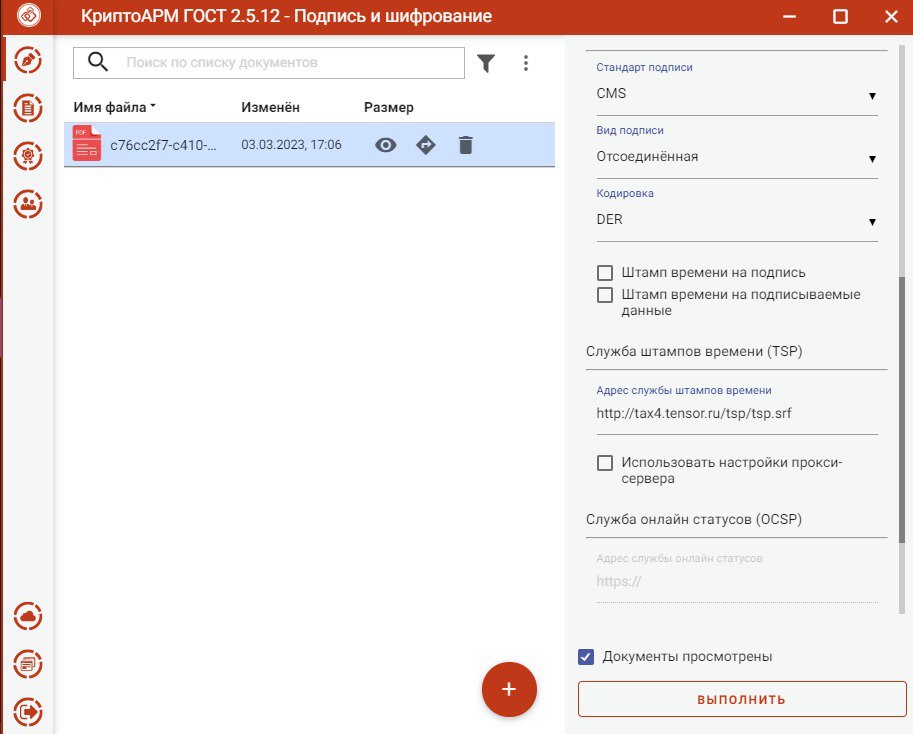 КриптоАРМ ГОСТ 2.5.12 - Подпись и шифрование
Поиск по списку документов
Имя файла Изменён Размер
PDF
c76cc2f7-c410-... 03.03.2023, 17:06
Стандарт подписи
CMS
Вид подписи
Отсоединённая
Кодировка
DER
Штамп времени на подпись
Штамп времени на подписываемые
данные
Служба штампов времени (TSP)
Адрес службы штампов времени
http://tax4.tensor.ru/tsp/tsp.srf
Использовать настройки прокси-
сервера
Служба онлайн статусов (OCSP)
Адрес службы онлайн статусов
https://
Документы просмотрены
ВЫПОЛНИТЬ